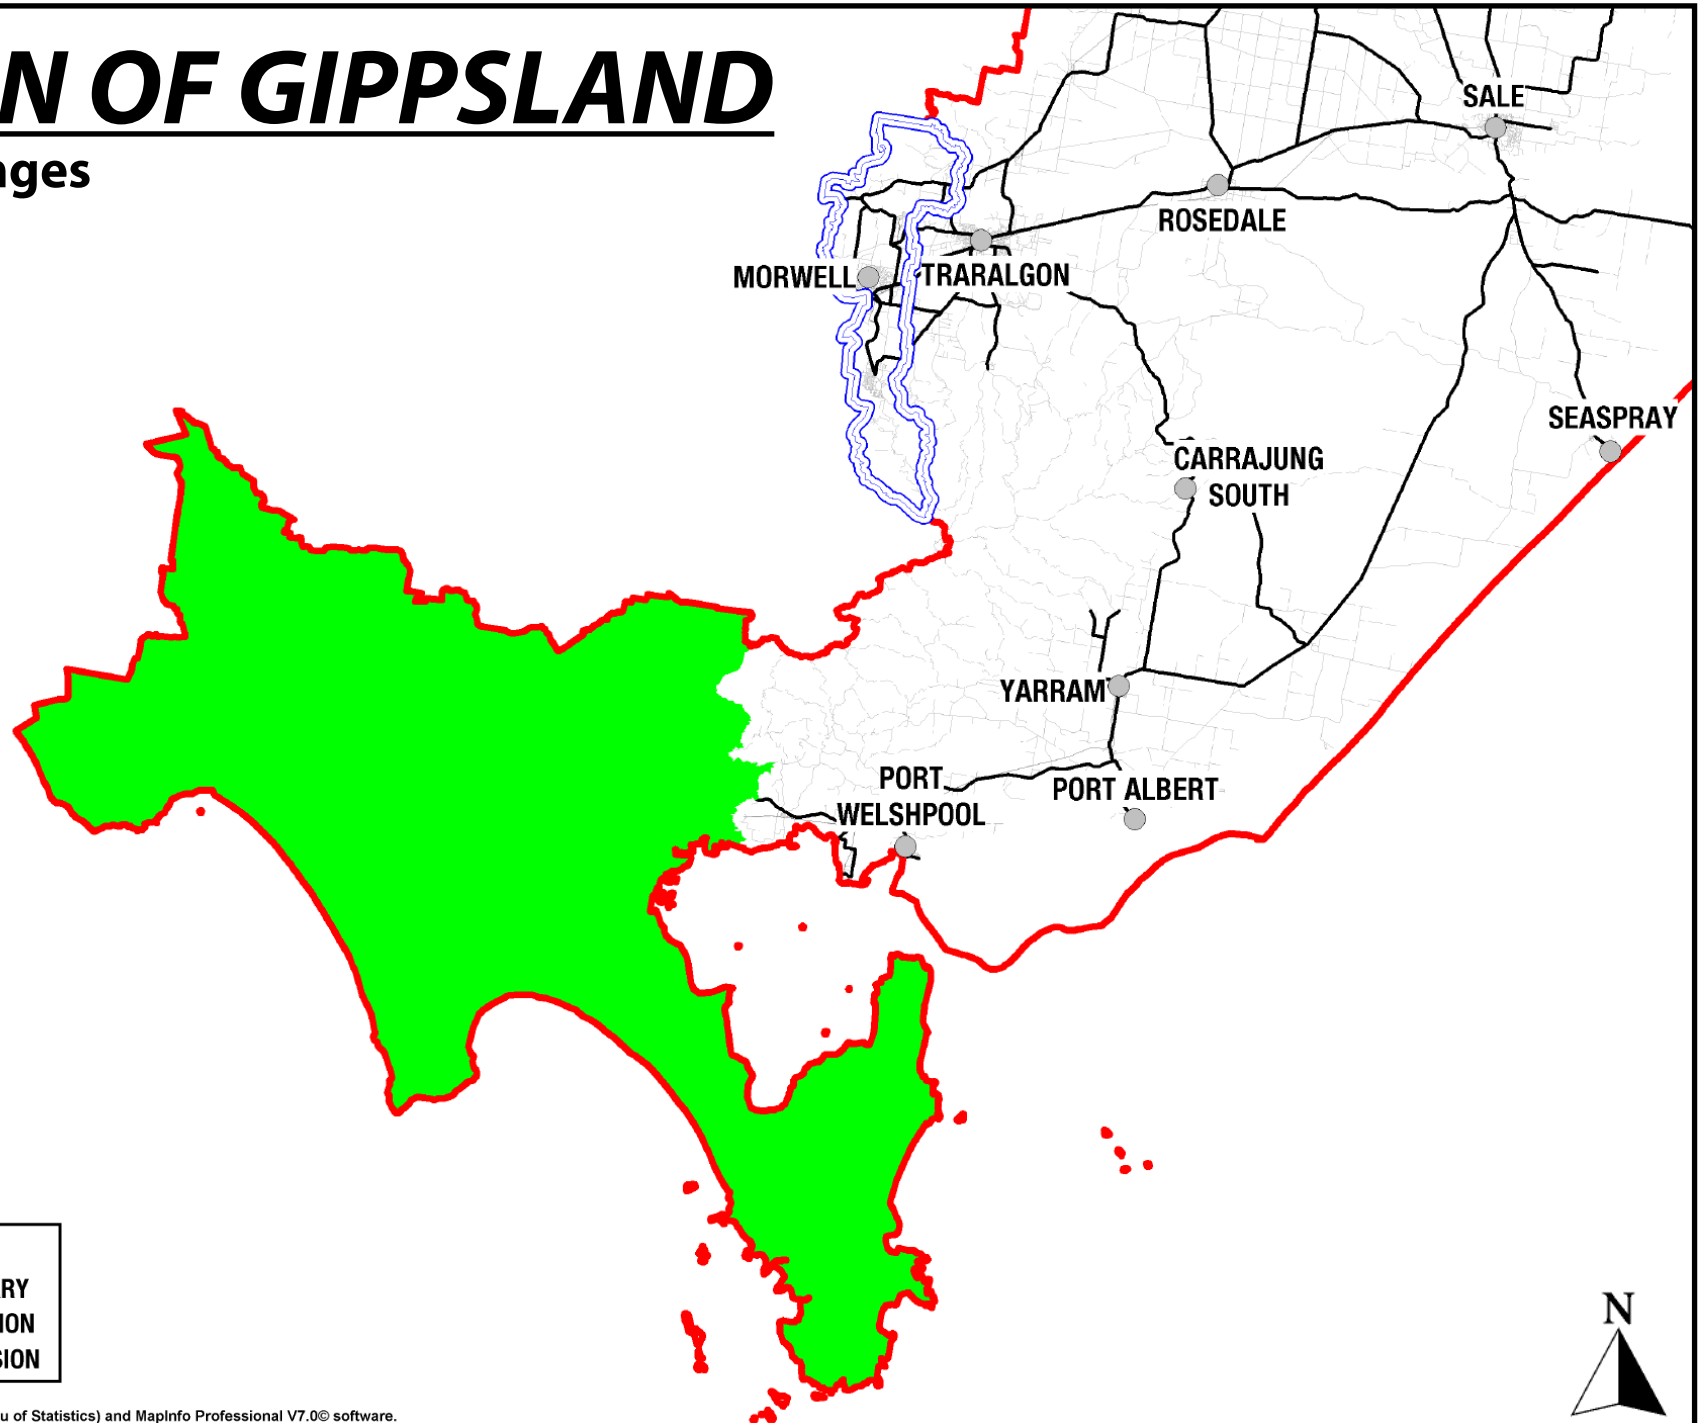 N OF GIPPSLAND
nges
SALE
ROSEDALE
MORWELL
TRARALGON
SEASPRAY
CARRAJUNG
SOUTH
YARRAM
PORT
WELSHPOOL
PORT ALBERT
RY
ION
SION
N
u of Statistics) and MapInfo Professional V7.0© software.